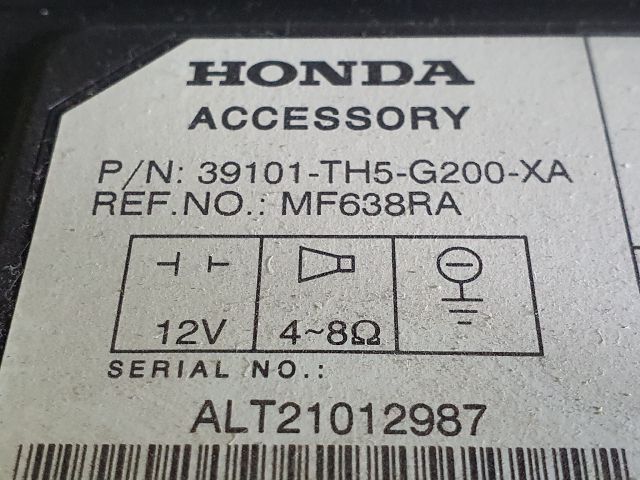 HONDA
ACCESSORY
P/N: 39101-TH5-G200-XA
REF.NO.: MF638RA
12V 4~8Ω
SERIAL NO.:
ALT21012987